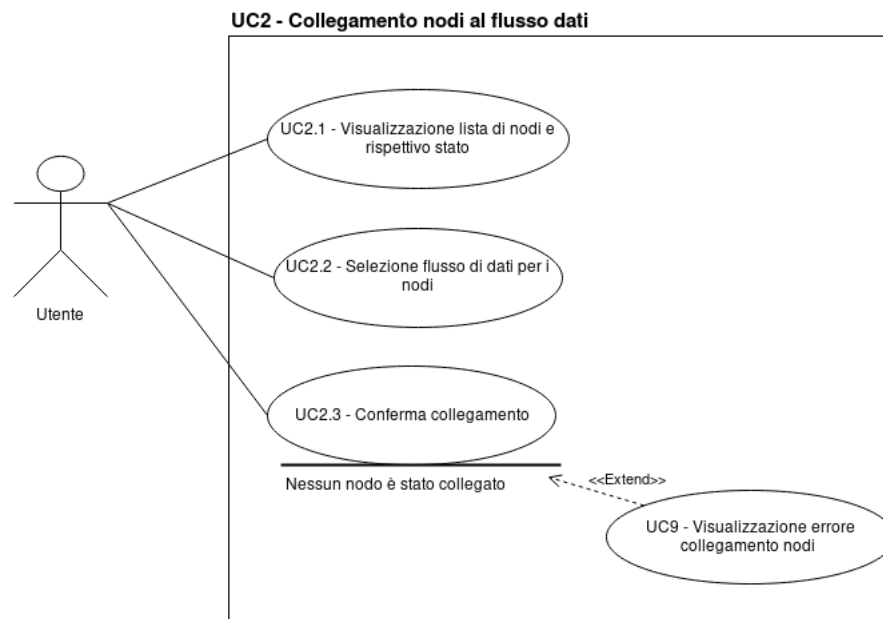 UC2 - Collegamento nodi al flusso dati
UC2.1 - Visualizzazione lista di nodi e
rispettivo stato
UC2.2 - Selezione flusso di dati per i
nodi
Utente
UC2.3 - Conferma collegamento
Nessun nodo è stato collegato
<<Extend>>
UC9 - Visualizzazione errore
collegamento nodi